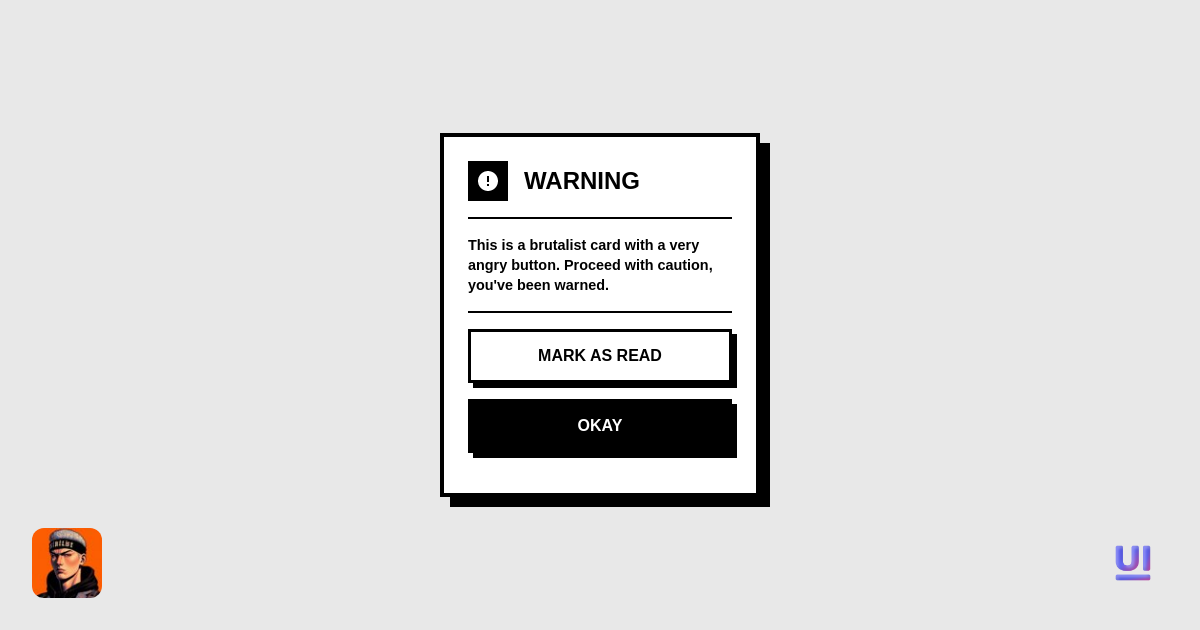 WARNING
This is a brutalist card with a very
angry button. Proceed with caution,
you've been warned.
MARK AS READ
OKAY
UI